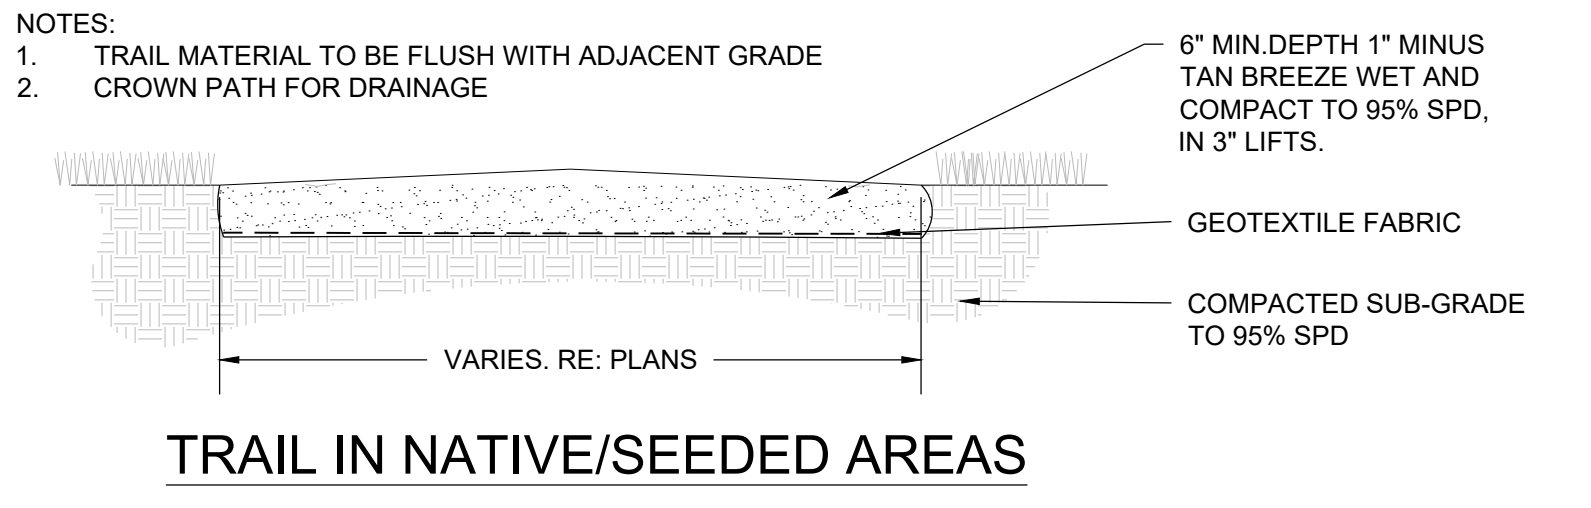 NOTES:
1. TRAIL MATERIAL TO BE FLUSH WITH ADJACENT GRADE
2. CROWN PATH FOR DRAINAGE
6" MIN.DEPTH 1" MINUS
TAN BREEZE WET AND
COMPACT TO 95% SPD,
IN 3" LIFTS.
GEOTEXTILE FABRIC
COMPACTED SUB-GRADE
TO 95% SPD
VARIES. RE: PLANS
TRAIL IN NATIVE/SEEDED AREAS